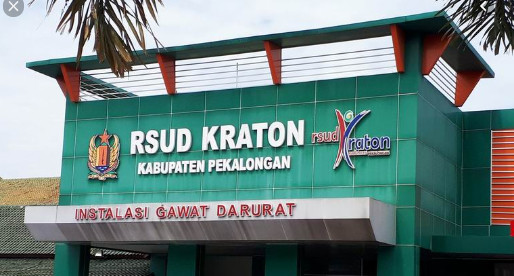 RSUD KRATON
KABUPATEN PEKALONGAN
rsud Kraton
INSTALASI GAWAT DARURAT